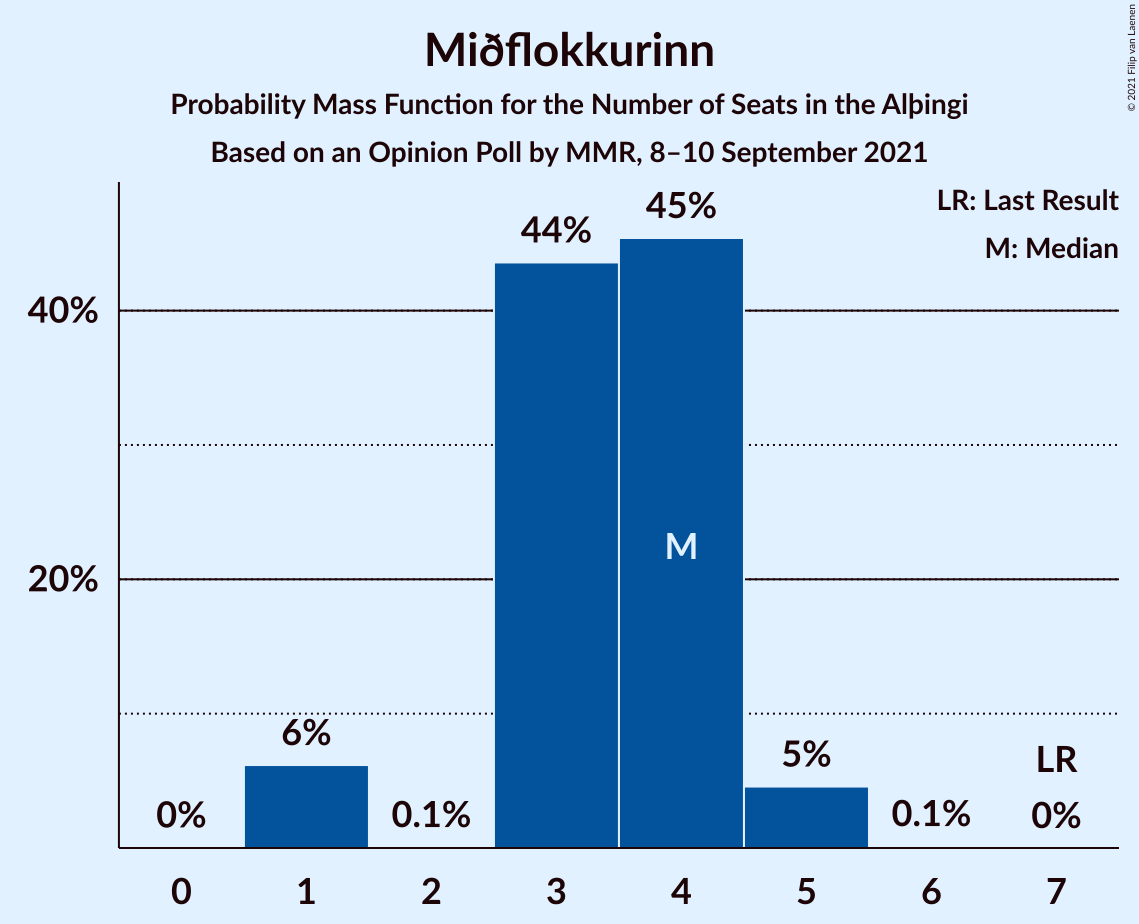 Miðflokkurinn
Probability Mass Function for the Number of Seats in the Alþingi
Based on an Opinion Poll by MMR, 8–10 September 2021
© 2021 Filip van Laenen
LR: Last Result
M: Median
45%
44%
40%
M
20%
6%
5%
LR
0%
0.1%
0.1%
0%
0 1 2 3 4 5 6 7